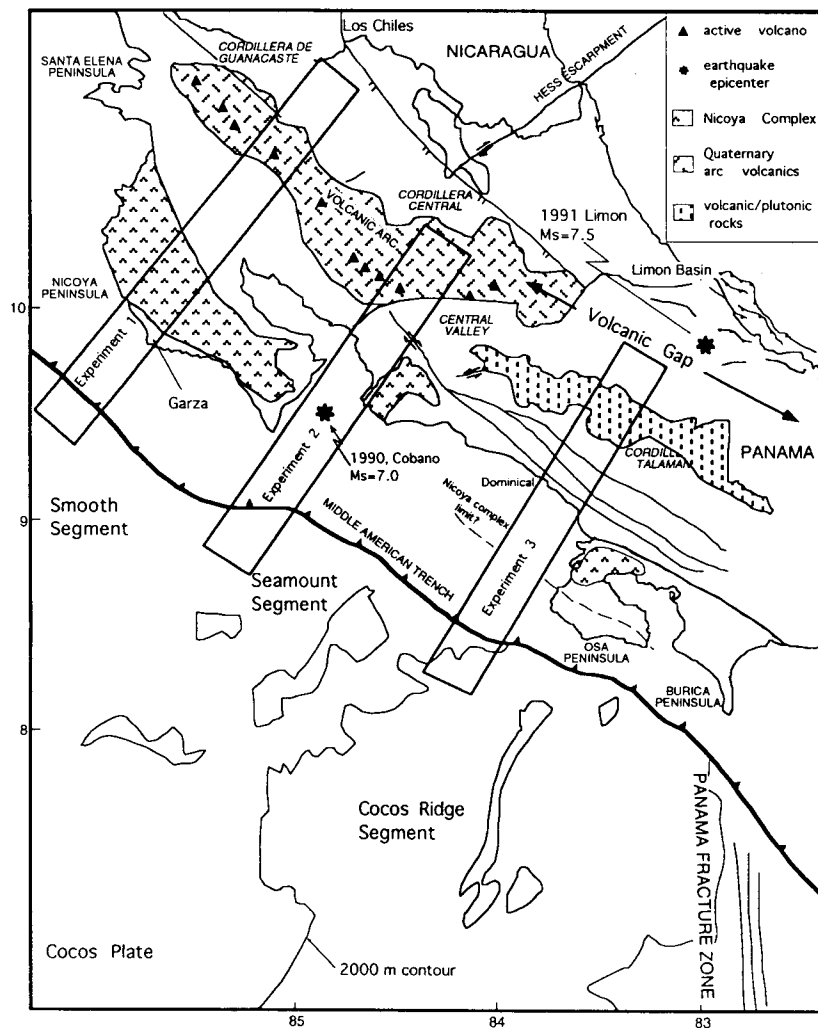 Los Chiles
CORDILLERA DE
GUANACASTE
SANTA ELENA
PENINSULA
NICARAGUA
HESS ESCARPMENT
active volcano
earthquake
epicenter
Nicoya Complex
Quaternary
arc volcanics
volcanic/plutonic
rocks
VOLCANIC ARC
CORDILLERA
CENTRAL
1991 Limon
Ms=7.5
Limon Basin
NICOYA
PENINSULA
10
CENTRAL
VALLEY
Volcanic Gap
Experiment 1
Garza
Experiment 2
1990, Cobano
Ms=7.0
CORDILL
TALAMAN
PANAMA
Dominical
Nicoya complex
limit?
9
Smooth
Segment
MIDDLE AMERICAN TRENCH
Experiment 3
Seamount
Segment
OSA
PENINSULA
BURICA
PENINSULA
8
PANAMA FRACTURE ZONE
Cocos Ridge
Segment
Cocos Plate
2000 m contour
85
84
83